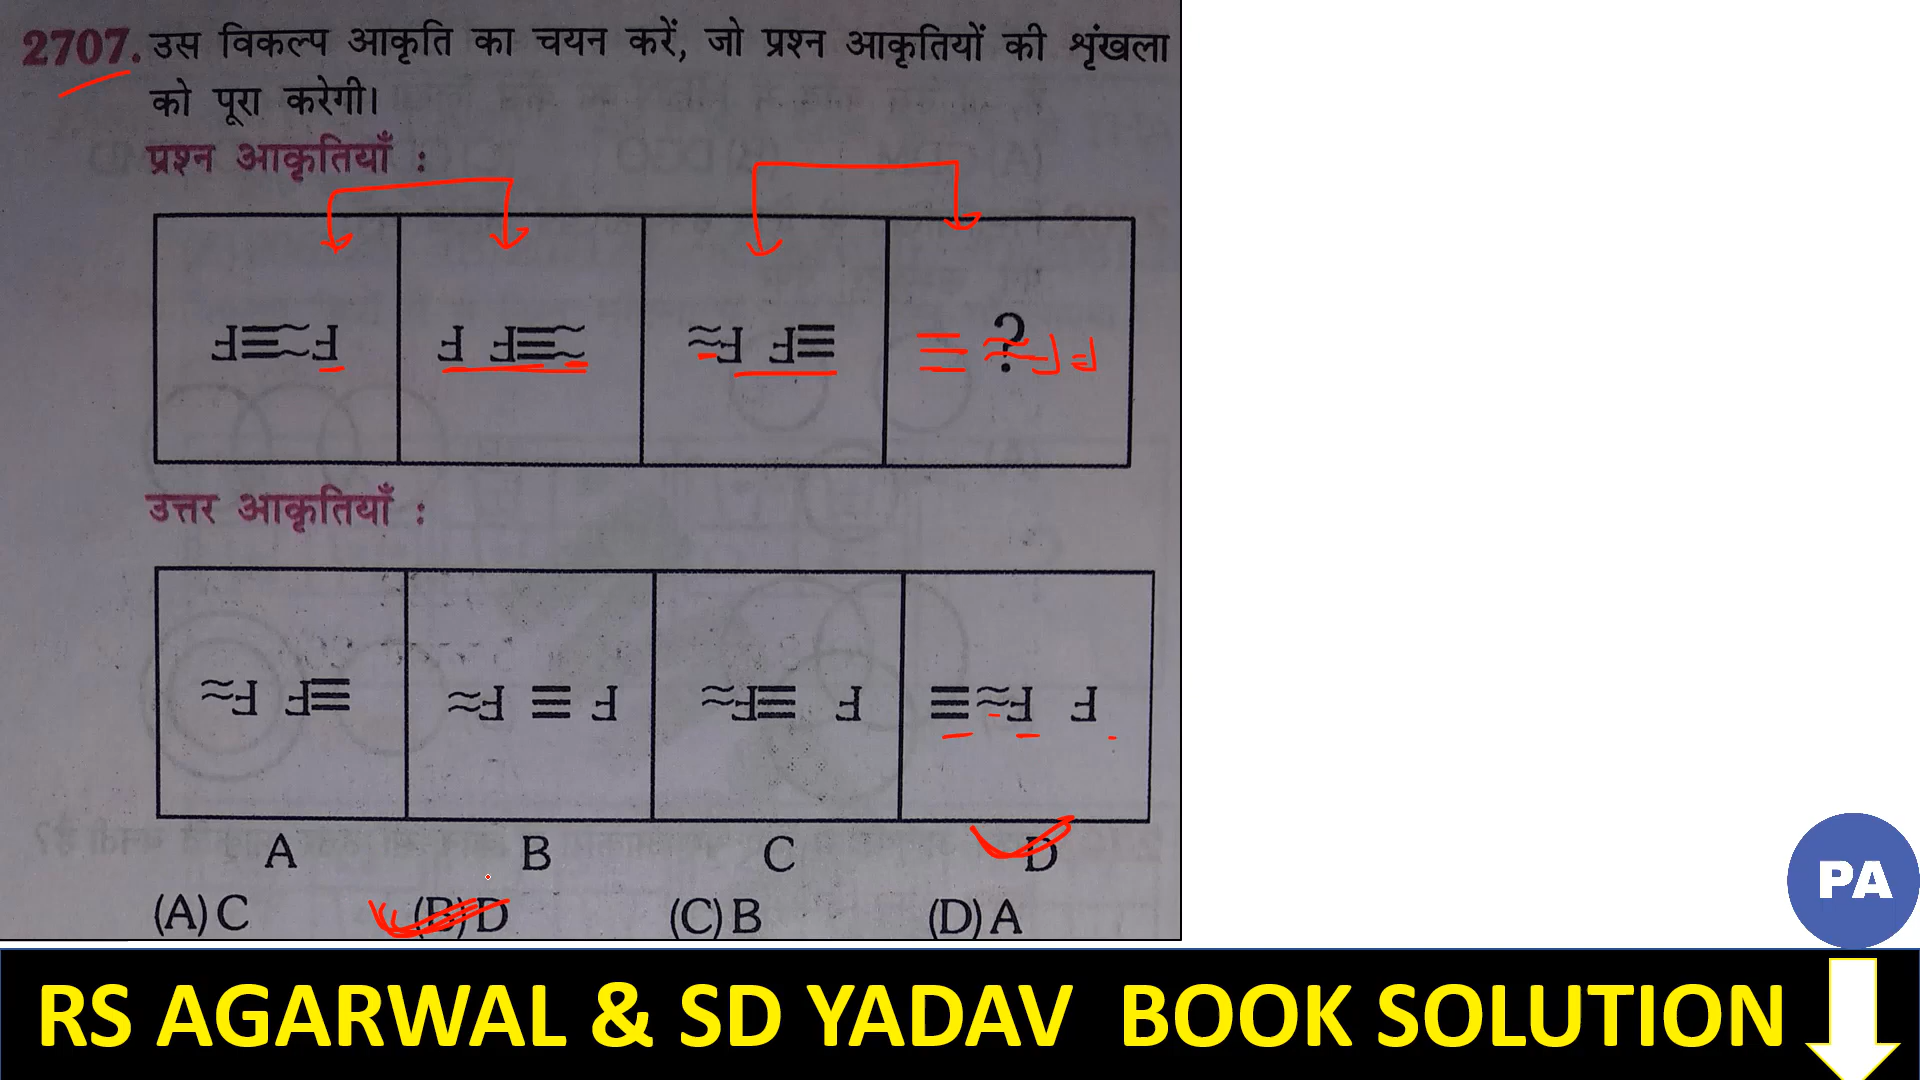 2707. उस विकल्प आकृति का चयन करें, जो प्रश्न आकृतियों की शृंखला
को पूरा करेगी।
प्रश्न आकृतियाँ :
?
उत्तर आकृतियाँ :
A B C D
(A) C (B) D (C) B (D) A
PA
RS AGARWAL & SD YADAV BOOK SOLUTION